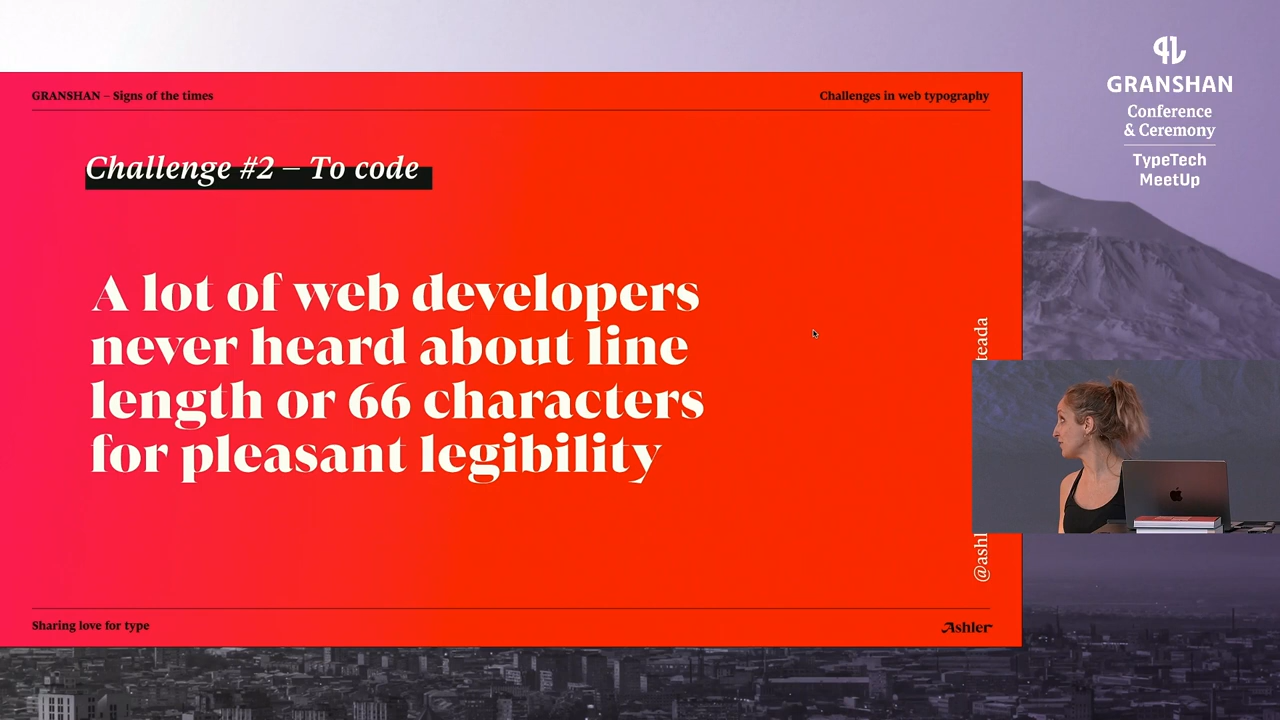 GRANSHAN – Signs of the times
Challenges in web typography
Challenge #2 – To code
A lot of web developers
never heard about line
length or 66 characters
for pleasant legibility
Sharing love for type
Ashler
GRANSHAN
Conference
& Ceremony
TypeTech
MeetUp